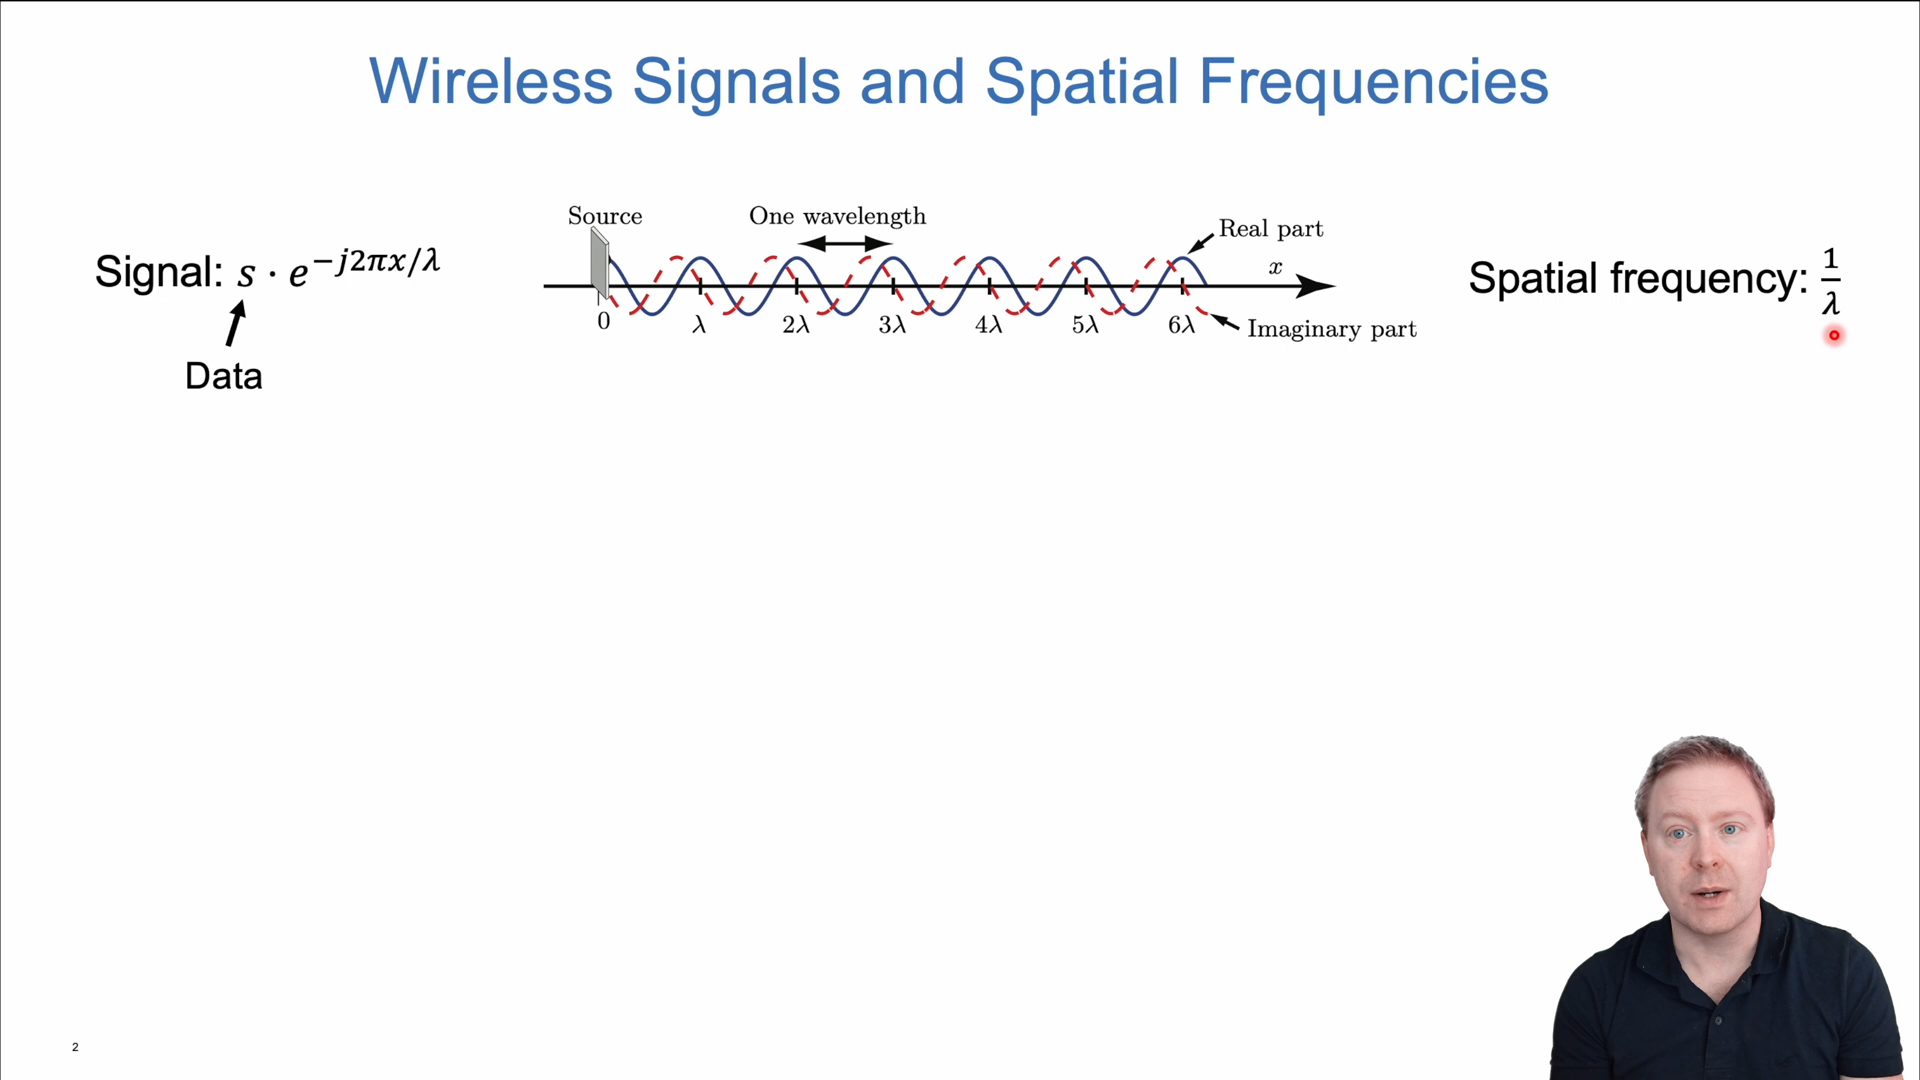 Wireless Signals and Spatial Frequencies
Signal: s · e^{−j2πx/λ}
Data
Source
One wavelength
Real part
x
0 λ 2λ 3λ 4λ 5λ 6λ
Imaginary part
Spatial frequency: 1/λ
2